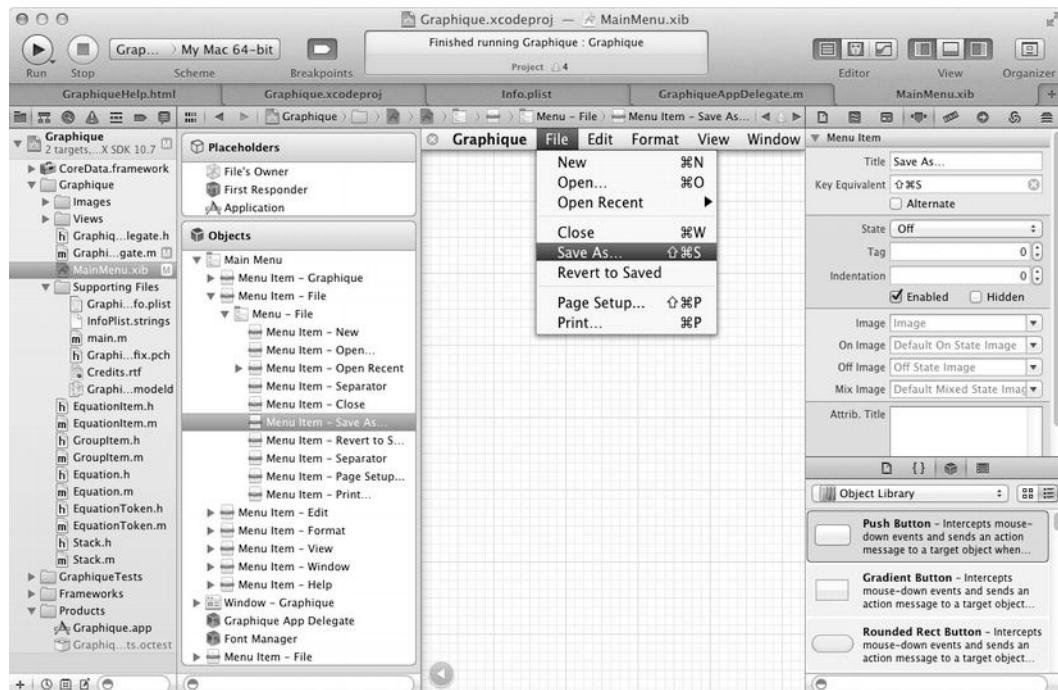 Graphique.xcodeproj — MainMenu.xib
Grap... My Mac 64-bit
Finished running Graphique : Graphique
Project 4
Run Stop Scheme Breakpoints Editor View Organizer
GraphiqueHelp.html Graphique.xcodeproj Info.plist GraphiqueAppDelegate.m MainMenu.xib +
Graphique Menu – File Menu Item – Save As...
Graphique
2 targets,...X SDK 10.7
CoreData.framework
Graphique
Images
Views
Graphiq...legate.h
Graphi...gate.m M
MainMenu.xib M
Supporting Files
Graphi...fo.plist
InfoPlist.strings
main.m
Graphi...fix.pch
Credits.rtf
Graphi...modeld
EquationItem.h
EquationItem.m
GroupItem.h
GroupItem.m
Equation.h
Equation.m
EquationToken.h
EquationToken.m
Stack.h
Stack.m
GraphiqueTests
Frameworks
Products
Graphique.app
Graphiq...ts.octest
Placeholders
File's Owner
First Responder
Application
Objects
Main Menu
Menu Item – Graphique
Menu Item – File
Menu – File
Menu Item – New
Menu Item – Open...
Menu Item – Open Recent
Menu Item – Separator
Menu Item – Close
Menu Item – Save As...
Menu Item – Revert to S...
Menu Item – Separator
Menu Item – Page Setup...
Menu Item – Print...
Menu Item – Edit
Menu Item – Format
Menu Item – View
Menu Item – Window
Menu Item – Help
Window – Graphique
Graphique App Delegate
Font Manager
Menu Item – File
Graphique File Edit Format View Window
New ⌘N
Open... ⌘O
Open Recent
Close ⌘W
Save As... ⇧⌘S
Revert to Saved
Page Setup... ⇧⌘P
Print... ⌘P
Menu Item
Title Save As...
Key Equivalent ⇧⌘S
Alternate
State Off
Tag 0
Indentation 0
Enabled Hidden
Image Image
On Image Default On State Image
Off Image Off State Image
Mix Image Default Mixed State Imag
Attrib. Title
Object Library
Push Button – Intercepts mouse-
down events and sends an action
message to a target object when...
Gradient Button – Intercepts
mouse-down events and sends an
action message to a target object...
Rounded Rect Button – Intercepts
mouse-down events and sends an
action message to a target object...